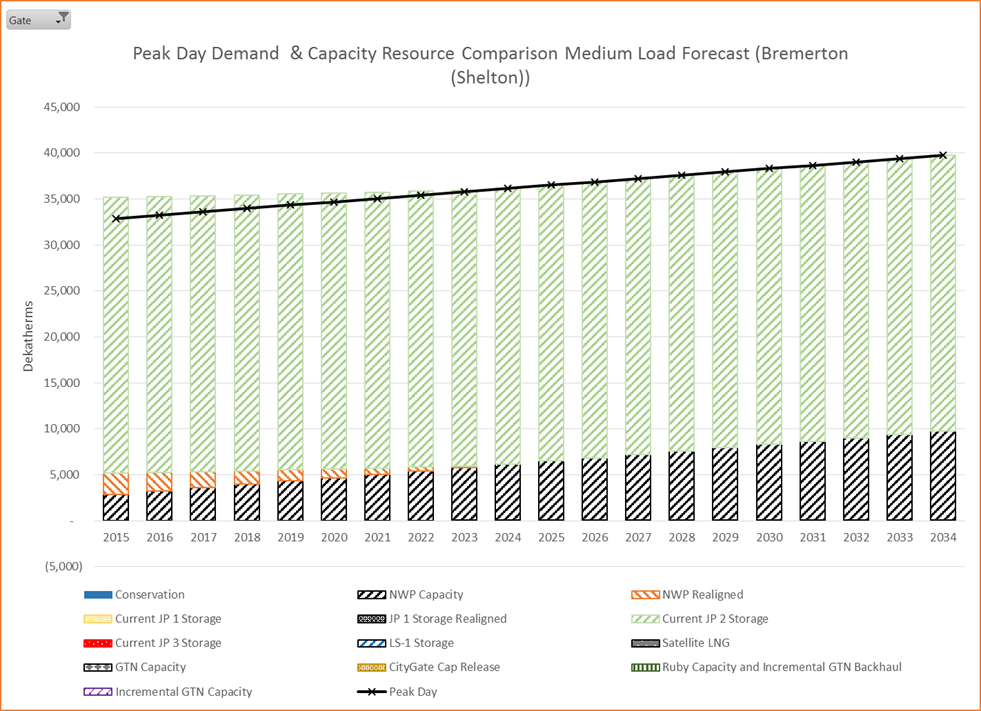 Gate
Peak Day Demand & Capacity Resource Comparison Medium Load Forecast (Bremerton
(Shelton))
45,000
40,000
35,000
30,000
25,000
20,000
15,000
10,000
5,000
-
(5,000)
Dekatherms
2015 2016 2017 2018 2019 2020 2021 2022 2023 2024 2025 2026 2027 2028 2029 2030 2031 2032 2033 2034
Conservation NWP Capacity NWP Realigned
Current JP 1 Storage JP 1 Storage Realigned Current JP 2 Storage
Current JP 3 Storage LS-1 Storage Satellite LNG
GTN Capacity CityGate Cap Release Ruby Capacity and Incremental GTN Backhaul
Incremental GTN Capacity Peak Day